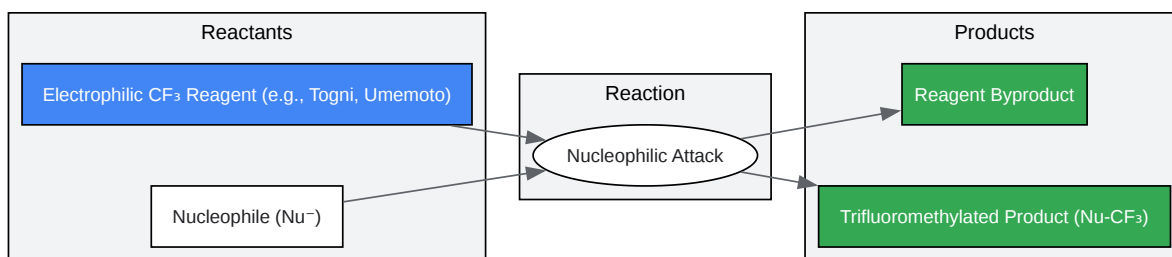 Reactants
Electrophilic CF₃ Reagent (e.g., Togni, Umemoto)
Nucleophile (Nu⁻)
Reaction
Nucleophilic Attack
Products
Reagent Byproduct
Trifluoromethylated Product (Nu-CF₃)